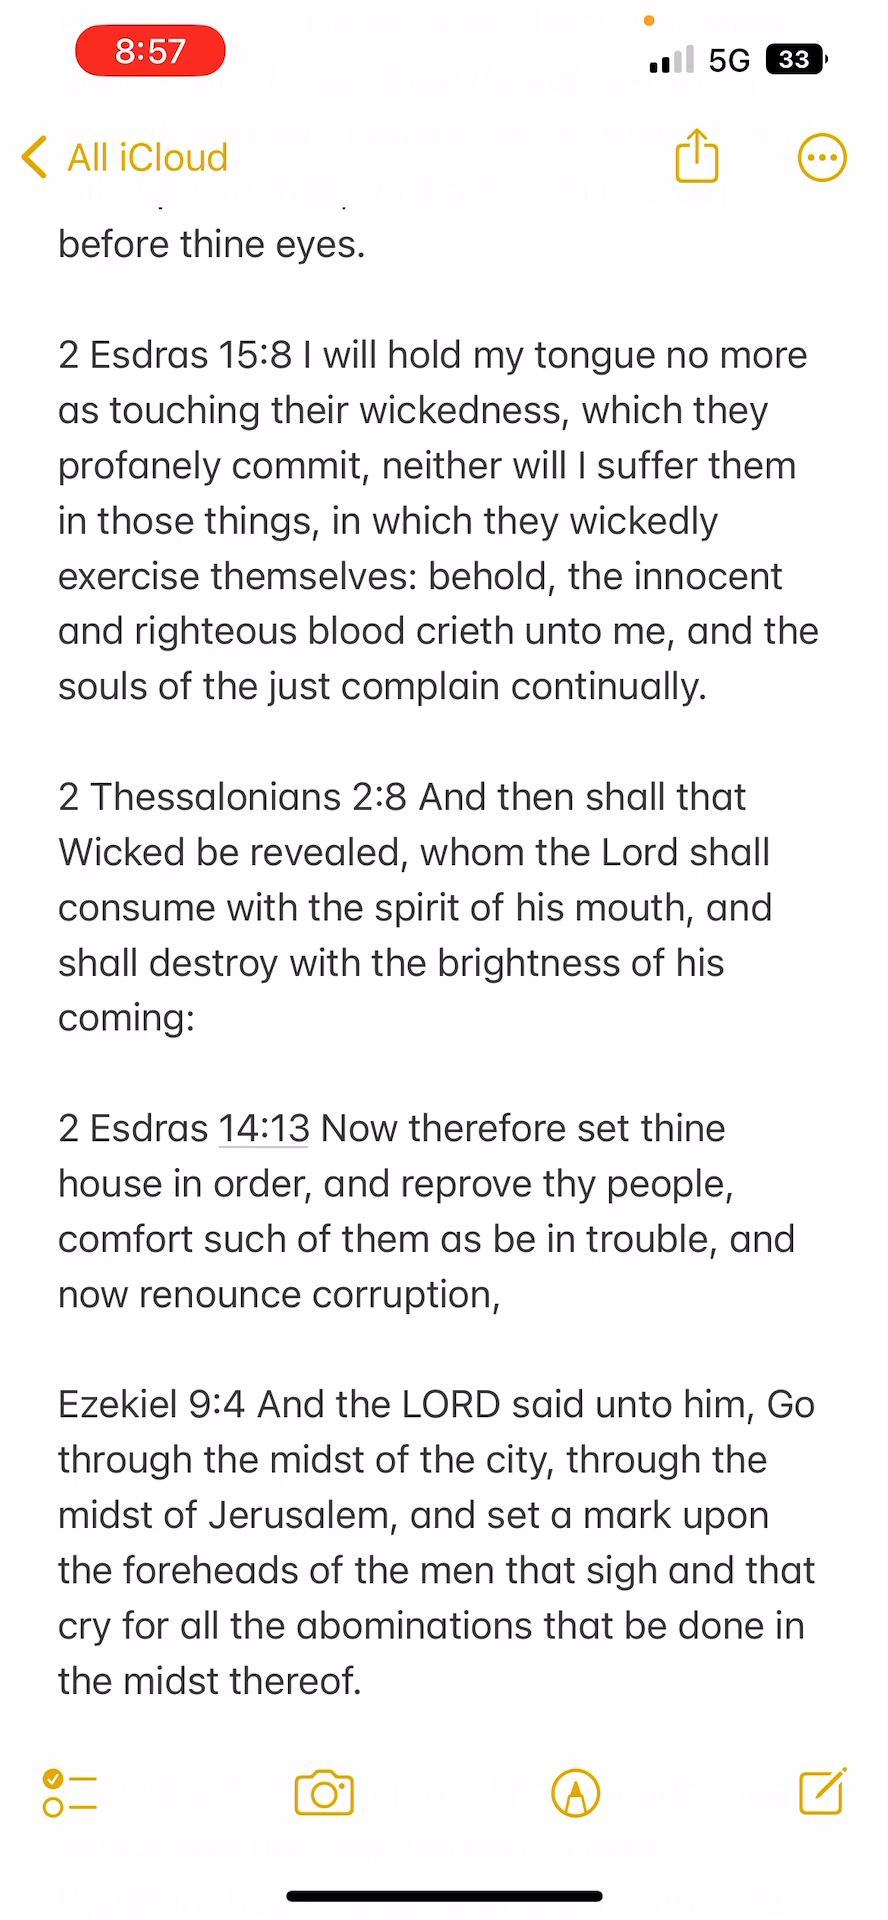 8:57
5G 33
All iCloud
before thine eyes.
2 Esdras 15:8 I will hold my tongue no more
as touching their wickedness, which they
profanely commit, neither will I suffer them
in those things, in which they wickedly
exercise themselves: behold, the innocent
and righteous blood crieth unto me, and the
souls of the just complain continually.
2 Thessalonians 2:8 And then shall that
Wicked be revealed, whom the Lord shall
consume with the spirit of his mouth, and
shall destroy with the brightness of his
coming:
2 Esdras 14:13 Now therefore set thine
house in order, and reprove thy people,
comfort such of them as be in trouble, and
now renounce corruption,
Ezekiel 9:4 And the LORD said unto him, Go
through the midst of the city, through the
midst of Jerusalem, and set a mark upon
the foreheads of the men that sigh and that
cry for all the abominations that be done in
the midst thereof.